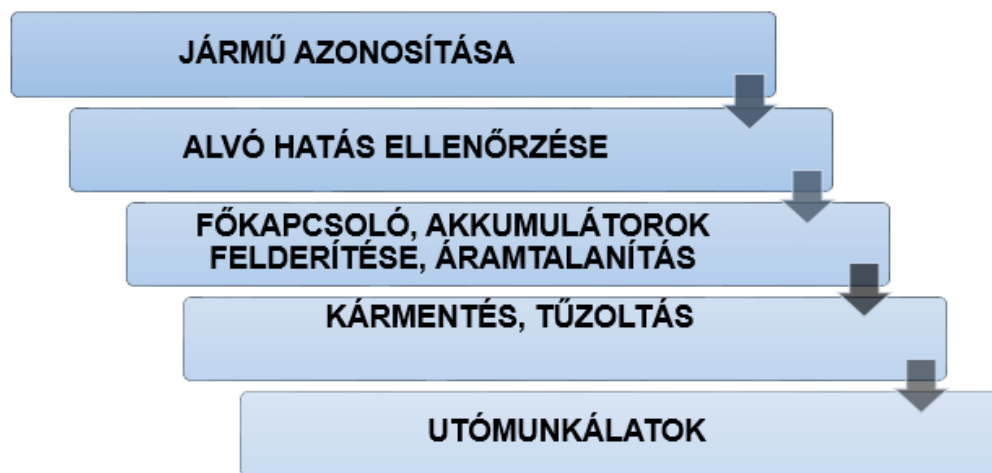 JÁRMŰ AZONOSÍTÁSA
ALVÓ HATÁS ELLENŐRZÉSE
FŐKAPCSOLÓ, AKKUMULÁTOROK
FELDERÍTÉSE, ÁRAMTALANÍTÁS
KÁRMENTÉS, TŰZOLTÁS
UTÓMUNKÁLATOK